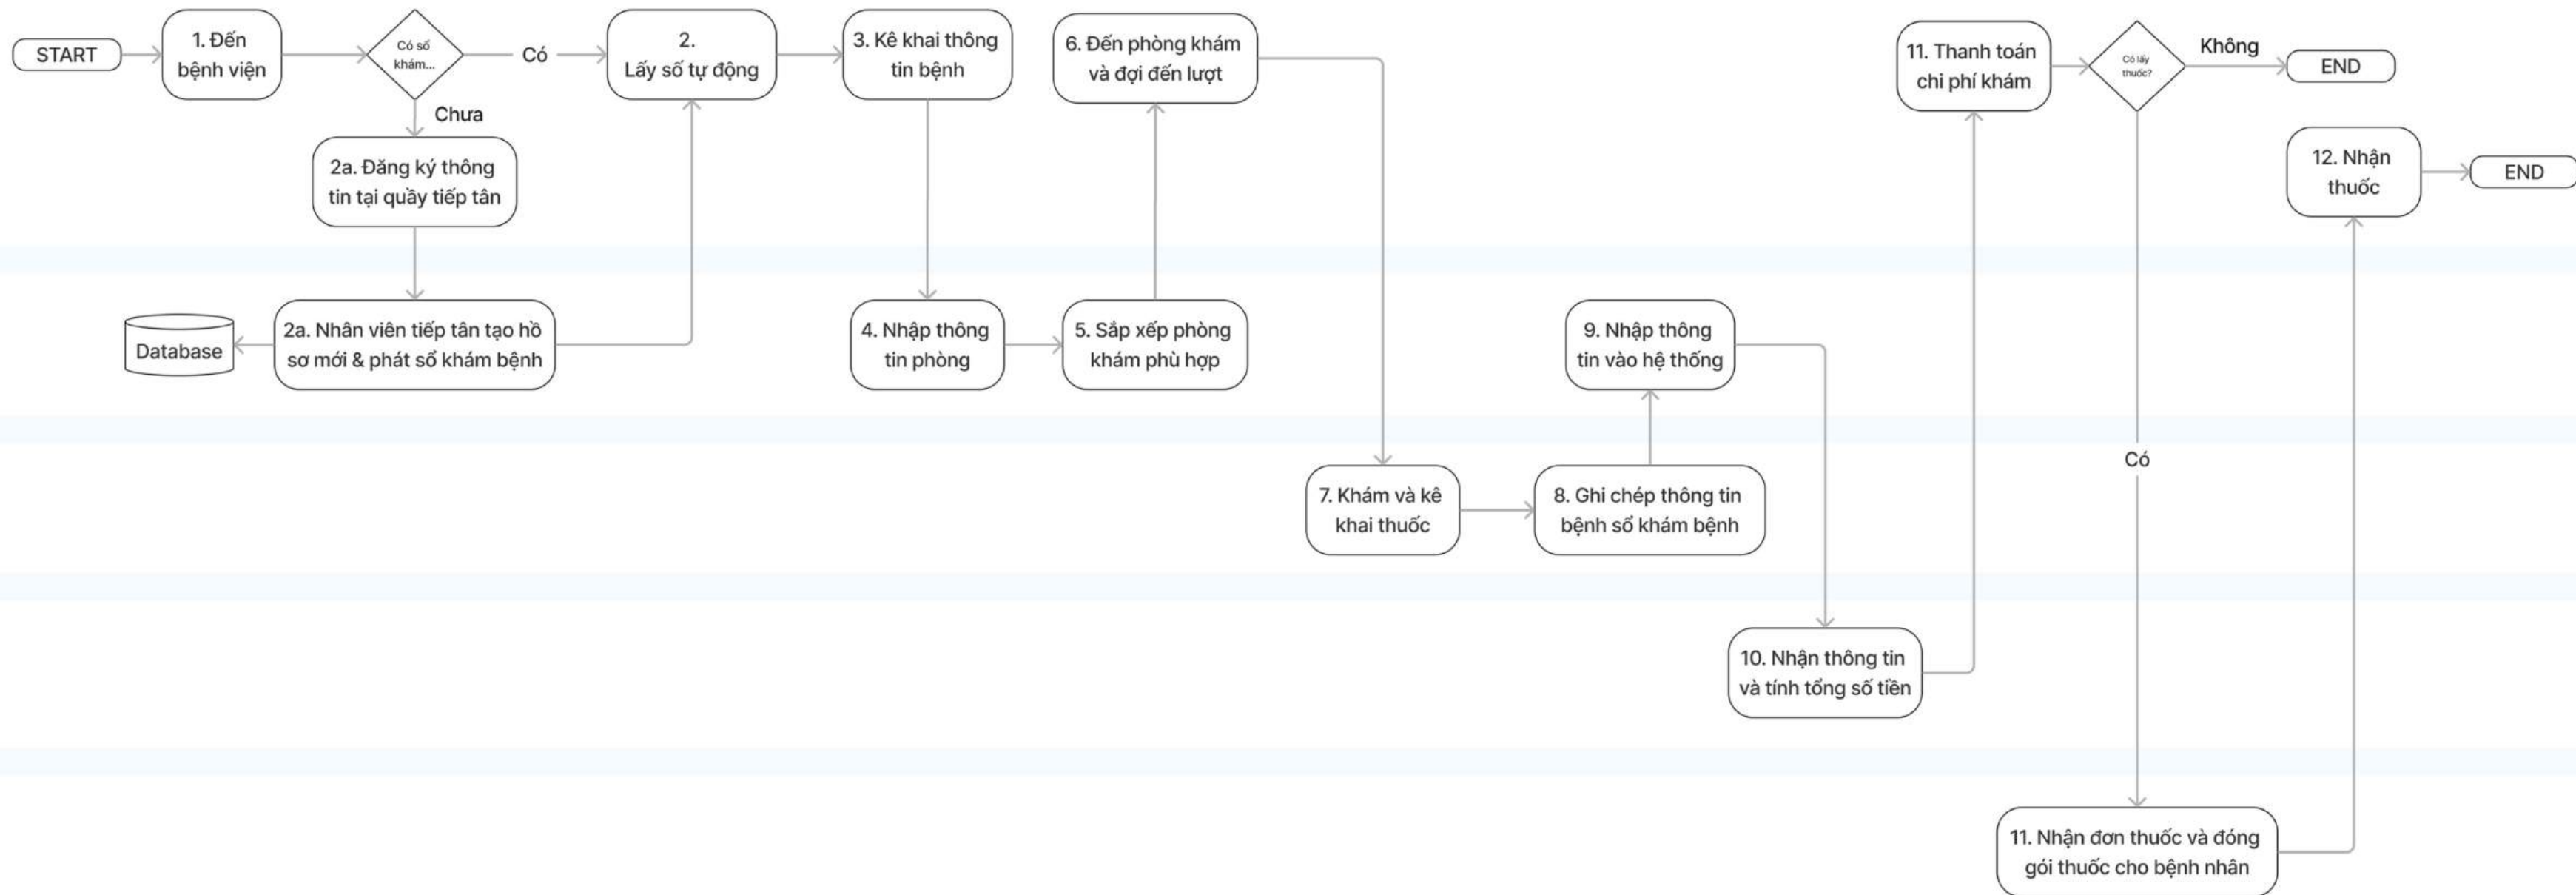 START
1. Đến
bệnh viện
Có sổ
khám...
Có
2.
Lấy số tự động
3. Kê khai thông
tin bệnh
6. Đến phòng khám
và đợi đến lượt
11. Thanh toán
chi phí khám
Có lấy
thuốc?
Không
END
Chưa
2a. Đăng ký thông
tin tại quầy tiếp tân
12. Nhận
thuốc
END
Database
2a. Nhân viên tiếp tân tạo hồ
sơ mới & phát sổ khám bệnh
4. Nhập thông
tin phòng
5. Sắp xếp phòng
khám phù hợp
9. Nhập thông
tin vào hệ thống
Có
7. Khám và kê
khai thuốc
8. Ghi chép thông tin
bệnh sổ khám bệnh
10. Nhận thông tin
và tính tổng số tiền
11. Nhận đơn thuốc và đóng
gói thuốc cho bệnh nhân